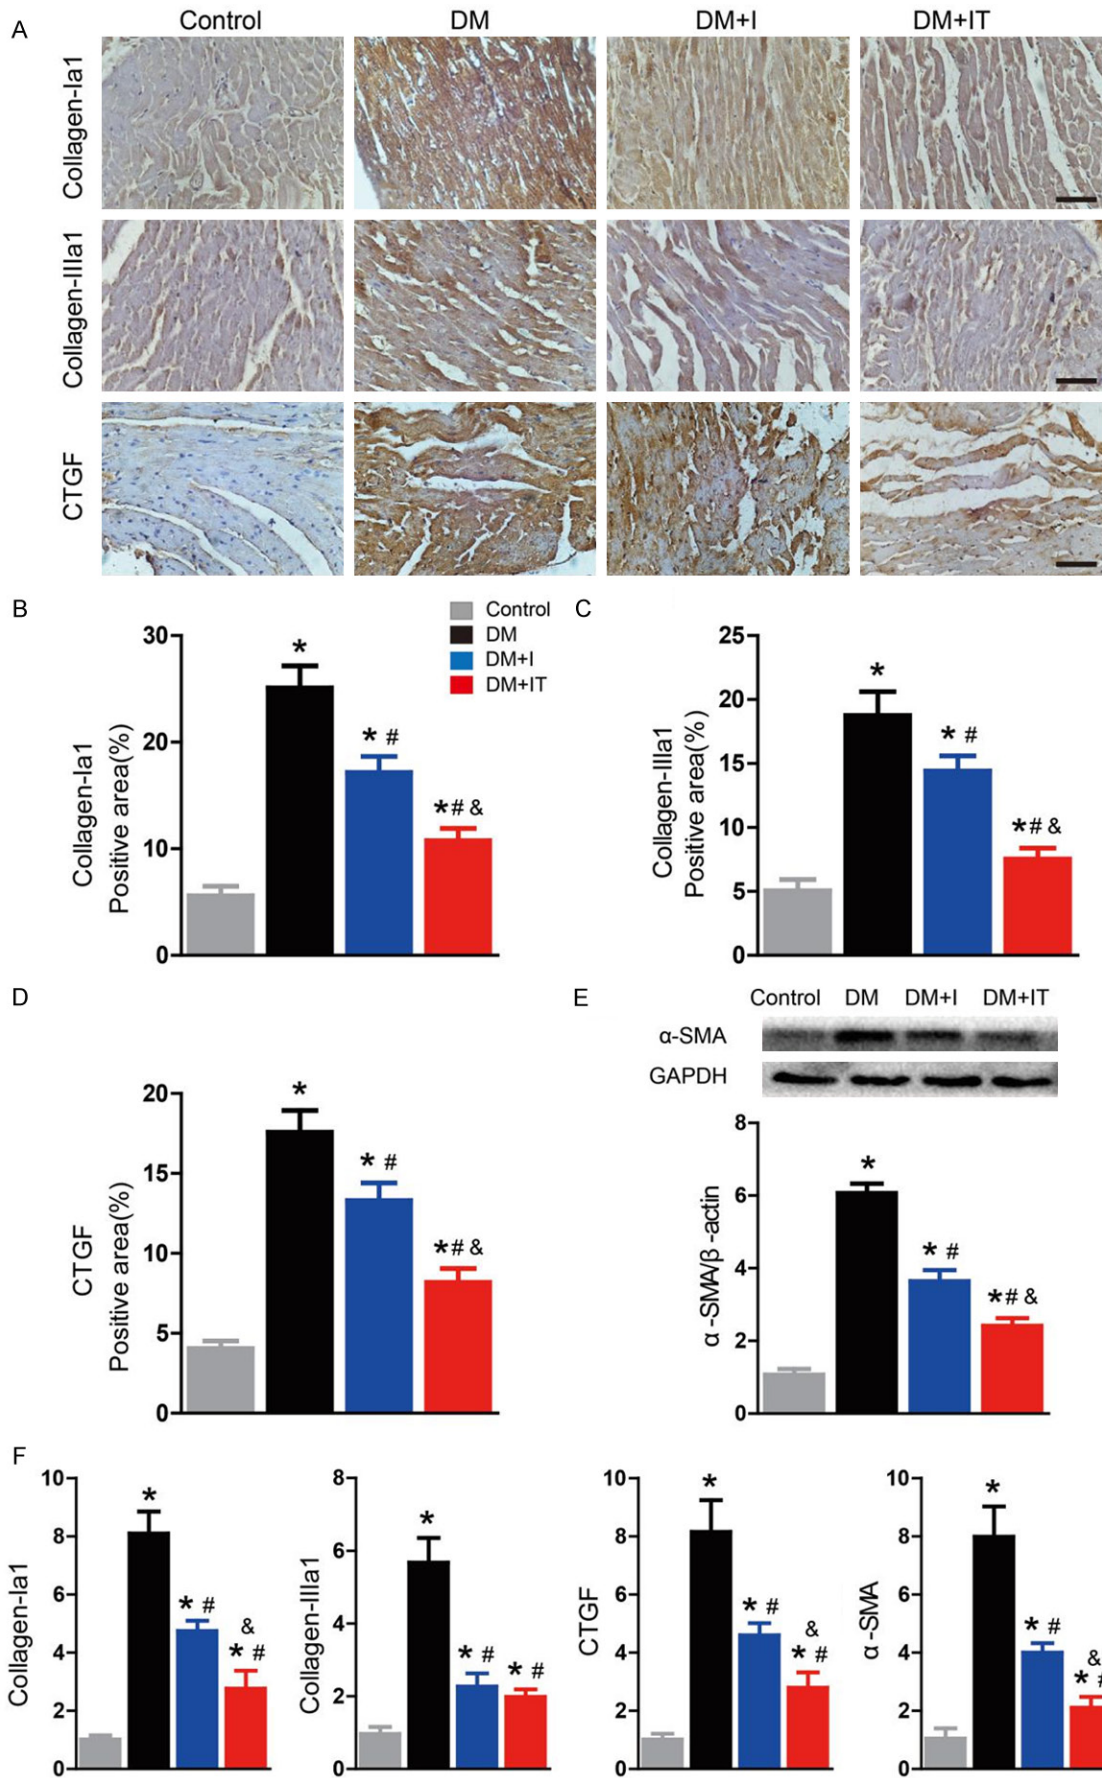 A
Control DM DM+I DM+IT
Collagen-Ia1
Collagen-IIIa1
CTGF
B
Control
DM
DM+I
DM+IT
Collagen-Ia1
Positive area(%)
30
20
10
0
*
* #
*# &
C
Collagen-IIIa1
Positive area(%)
25
20
15
10
5
0
*
* #
*# &
D
CTGF
Positive area(%)
20
15
10
5
0
*
* #
*# &
E
Control DM DM+I DM+IT
α-SMA
GAPDH
α-SMA/β-actin
8
6
4
2
0
*
* #
*# &
F
Collagen-Ia1
10
8
6
4
2
0
*
* #
&
* #
Collagen-IIIa1
8
6
4
2
0
*
* #
* #
CTGF
10
8
6
4
2
0
*
* #
&
* #
α-SMA
10
8
6
4
2
0
*
* #
&
* #